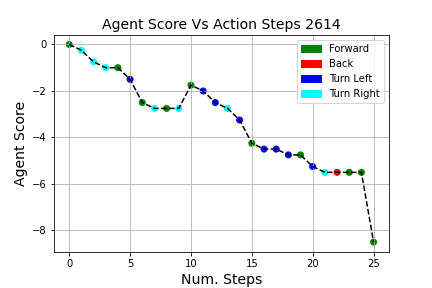 Agent Score Vs Action Steps 2614
Forward
Back
Turn Left
Turn Right
Agent Score
0
−2
−4
−6
−8
0 5 10 15 20 25
Num. Steps